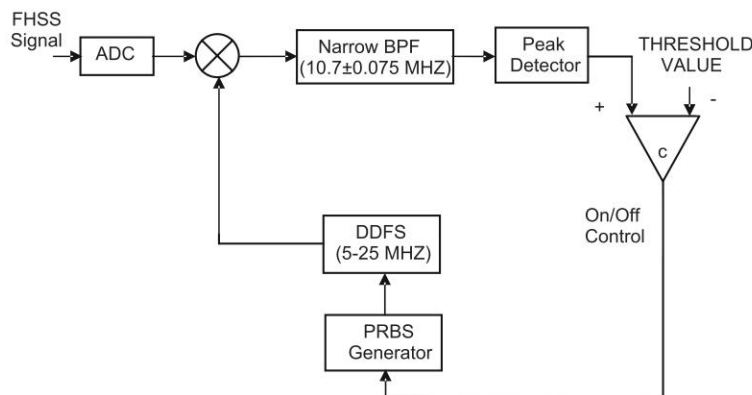 FHSS
Signal
ADC
Narrow BPF
(10.7±0.075 MHZ)
Peak
Detector
THRESHOLD
VALUE
+
-
c
On/Off
Control
DDFS
(5-25 MHZ)
PRBS
Generator